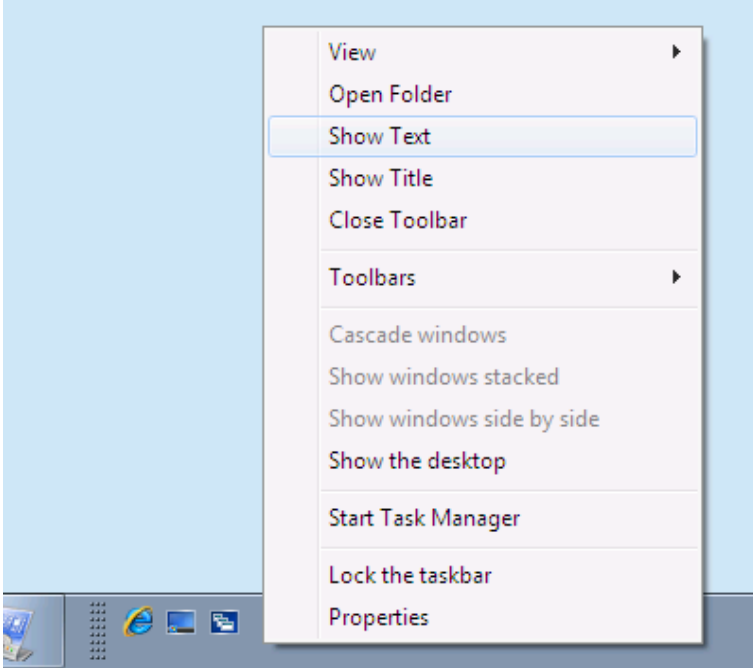 View
Open Folder
Show Text
Show Title
Close Toolbar
Toolbars
Cascade windows
Show windows stacked
Show windows side by side
Show the desktop
Start Task Manager
Lock the taskbar
Properties